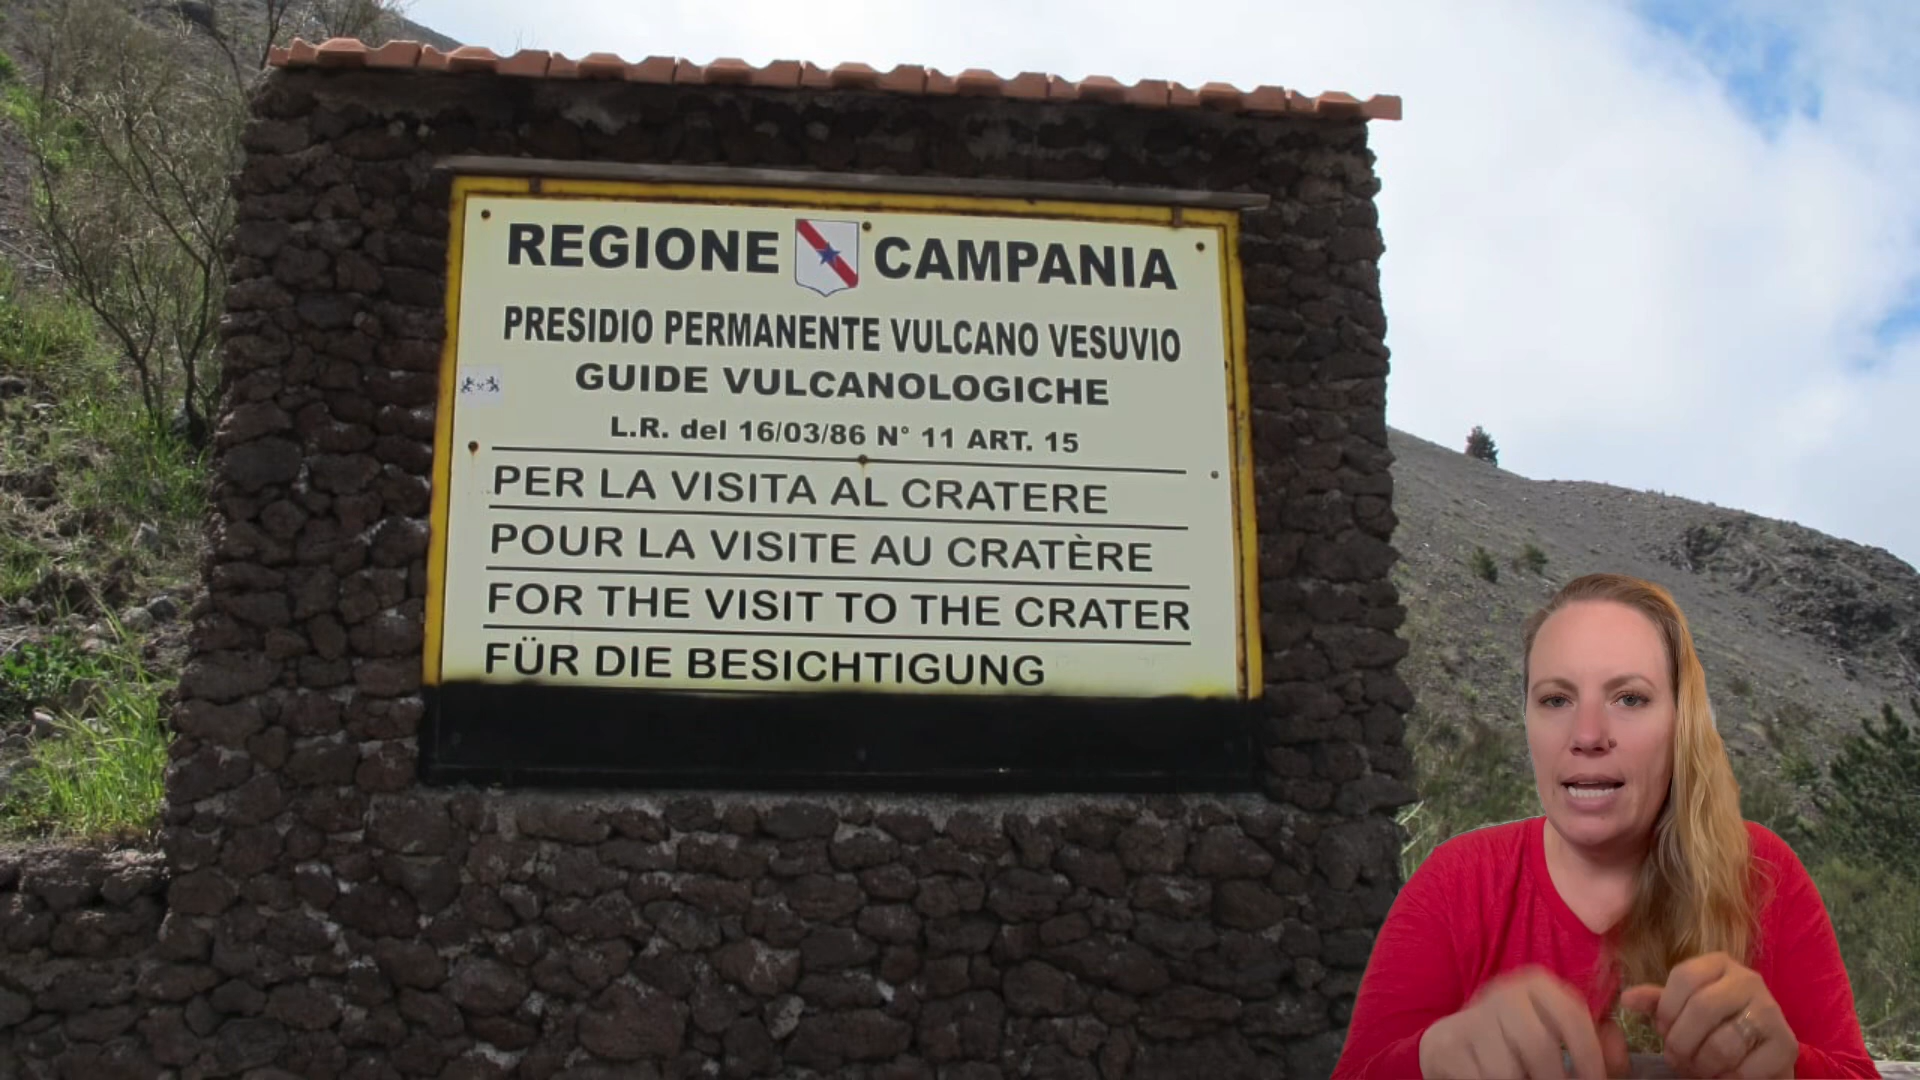 REGIONE CAMPANIA
PRESIDIO PERMANENTE VULCANO VESUVIO
GUIDE VULCANOLOGICHE
L.R. del 16/03/86 N° 11 ART. 15
PER LA VISITA AL CRATERE
POUR LA VISITE AU CRATÈRE
FOR THE VISIT TO THE CRATER
FÜR DIE BESICHTIGUNG